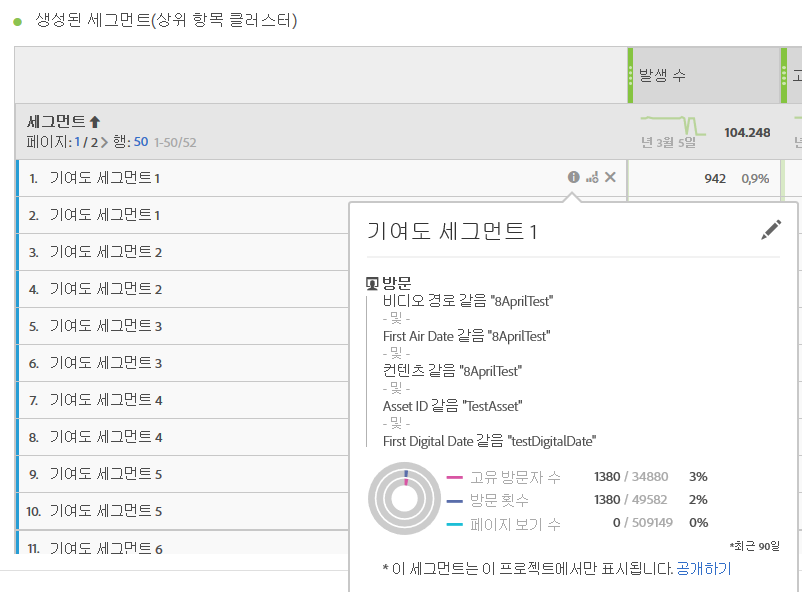 생성된 세그먼트(상위 항목 클러스터)
발생 수
세그먼트
페이지: 1 / 2 > 행: 50 1-50/52
년 3월 5일
104.248
1. 기여도 세그먼트 1
942 0,9%
2. 기여도 세그먼트 1
3. 기여도 세그먼트 2
4. 기여도 세그먼트 2
5. 기여도 세그먼트 3
6. 기여도 세그먼트 3
7. 기여도 세그먼트 4
8. 기여도 세그먼트 4
9. 기여도 세그먼트 5
10. 기여도 세그먼트 5
11. 기여도 세그먼트 6
기여도 세그먼트 1
방문
비디오 경로 같음 "8AprilTest"
- 및 -
First Air Date 같음 "8AprilTest"
- 및 -
컨텐츠 같음 "8AprilTest"
- 및 -
Asset ID 같음 "TestAsset"
- 및 -
First Digital Date 같음 "testDigitalDate"
고유 방문자 수 1380 / 34880 3%
방문 횟수 1380 / 49582 2%
페이지 보기 수 0 / 509149 0%
*최근 90일
* 이 세그먼트는 이 프로젝트에서만 표시됩니다. 공개하기